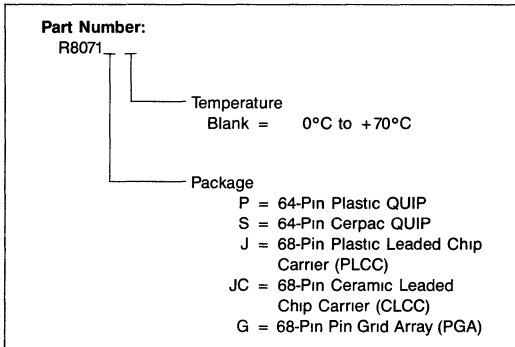 Part Number:
R8071_ _
Temperature
Blank = 0°C to +70°C
Package
P = 64-Pin Plastic QUIP
S = 64-Pin Cerpac QUIP
J = 68-Pin Plastic Leaded Chip
Carrier (PLCC)
JC = 68-Pin Ceramic Leaded
Chip Carrier (CLCC)
G = 68-Pin Pin Grid Array (PGA)